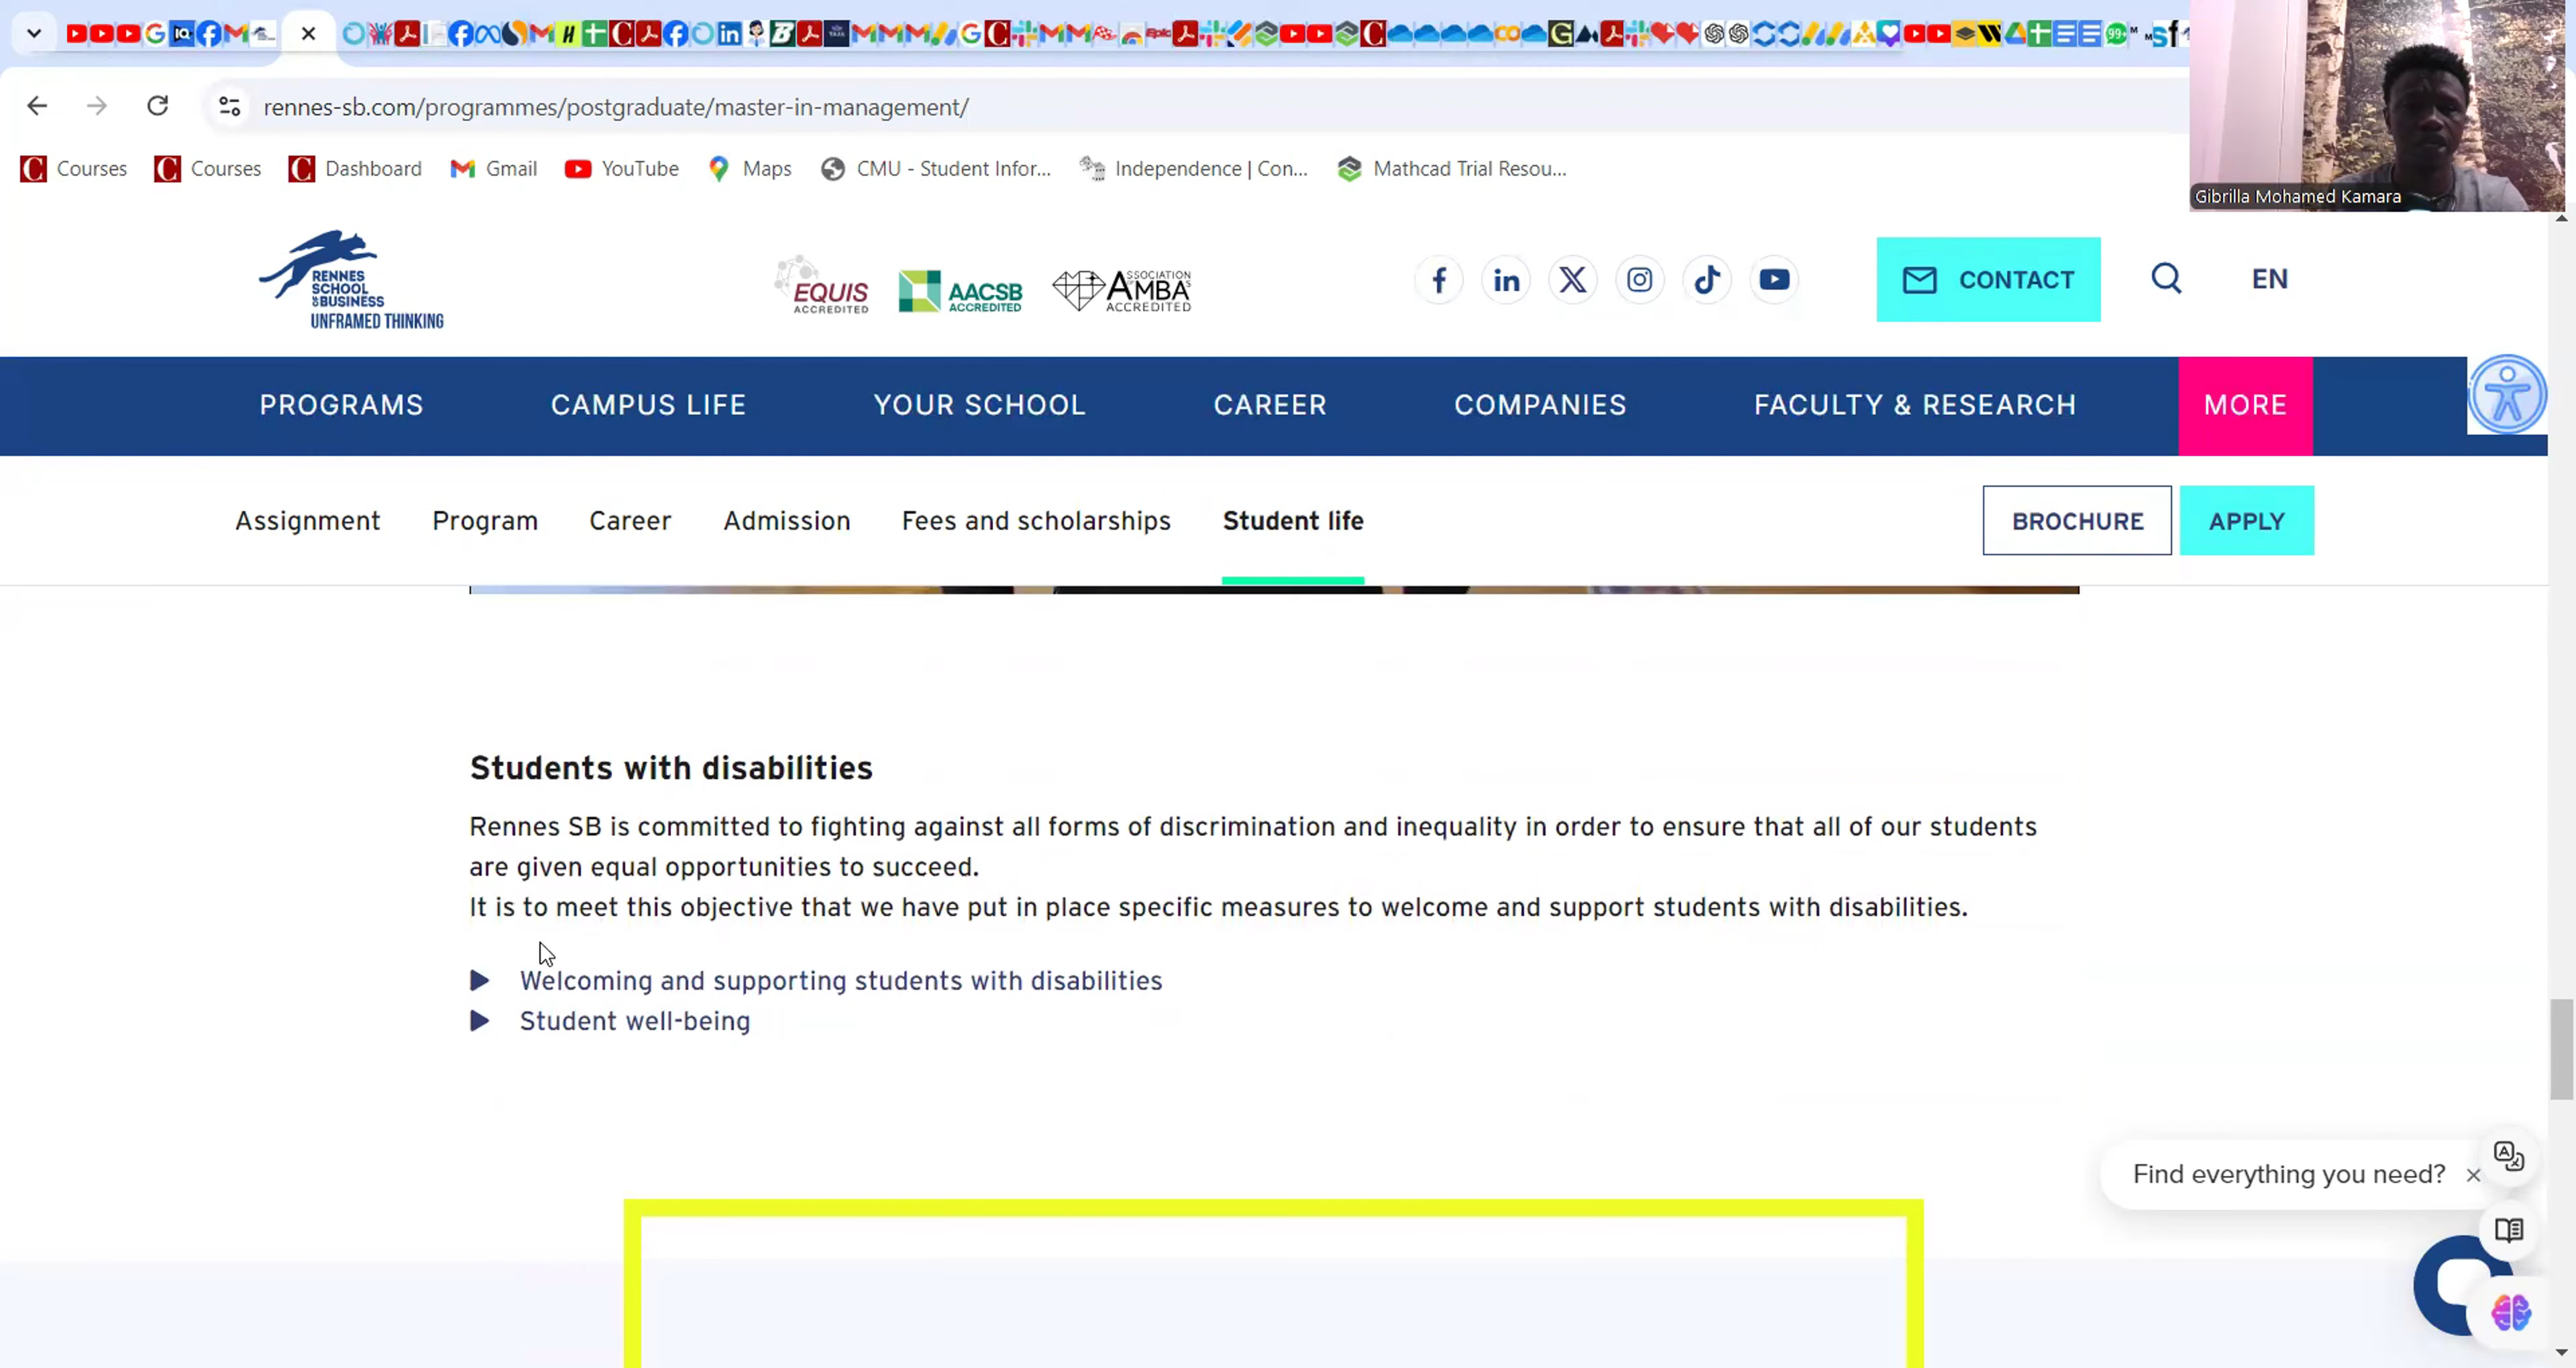 rennes-sb.com/programmes/postgraduate/master-in-management/
Courses
Courses
Dashboard
Gmail
YouTube
Maps
CMU - Student Infor...
Independence | Con...
Mathcad Trial Resou...
Gibrilla Mohamed Kamara
RENNES
SCHOOL
OF BUSINESS
UNFRAMED THINKING
EQUIS
ACCREDITED
AACSB
ACCREDITED
ASSOCIATION
OF AMBAs
ACCREDITED
CONTACT
EN
PROGRAMS
CAMPUS LIFE
YOUR SCHOOL
CAREER
COMPANIES
FACULTY & RESEARCH
MORE
Assignment
Program
Career
Admission
Fees and scholarships
Student life
BROCHURE
APPLY
Students with disabilities
Rennes SB is committed to fighting against all forms of discrimination and inequality in order to ensure that all of our students
are given equal opportunities to succeed.
It is to meet this objective that we have put in place specific measures to welcome and support students with disabilities.
Welcoming and supporting students with disabilities
Student well-being
Find everything you need?